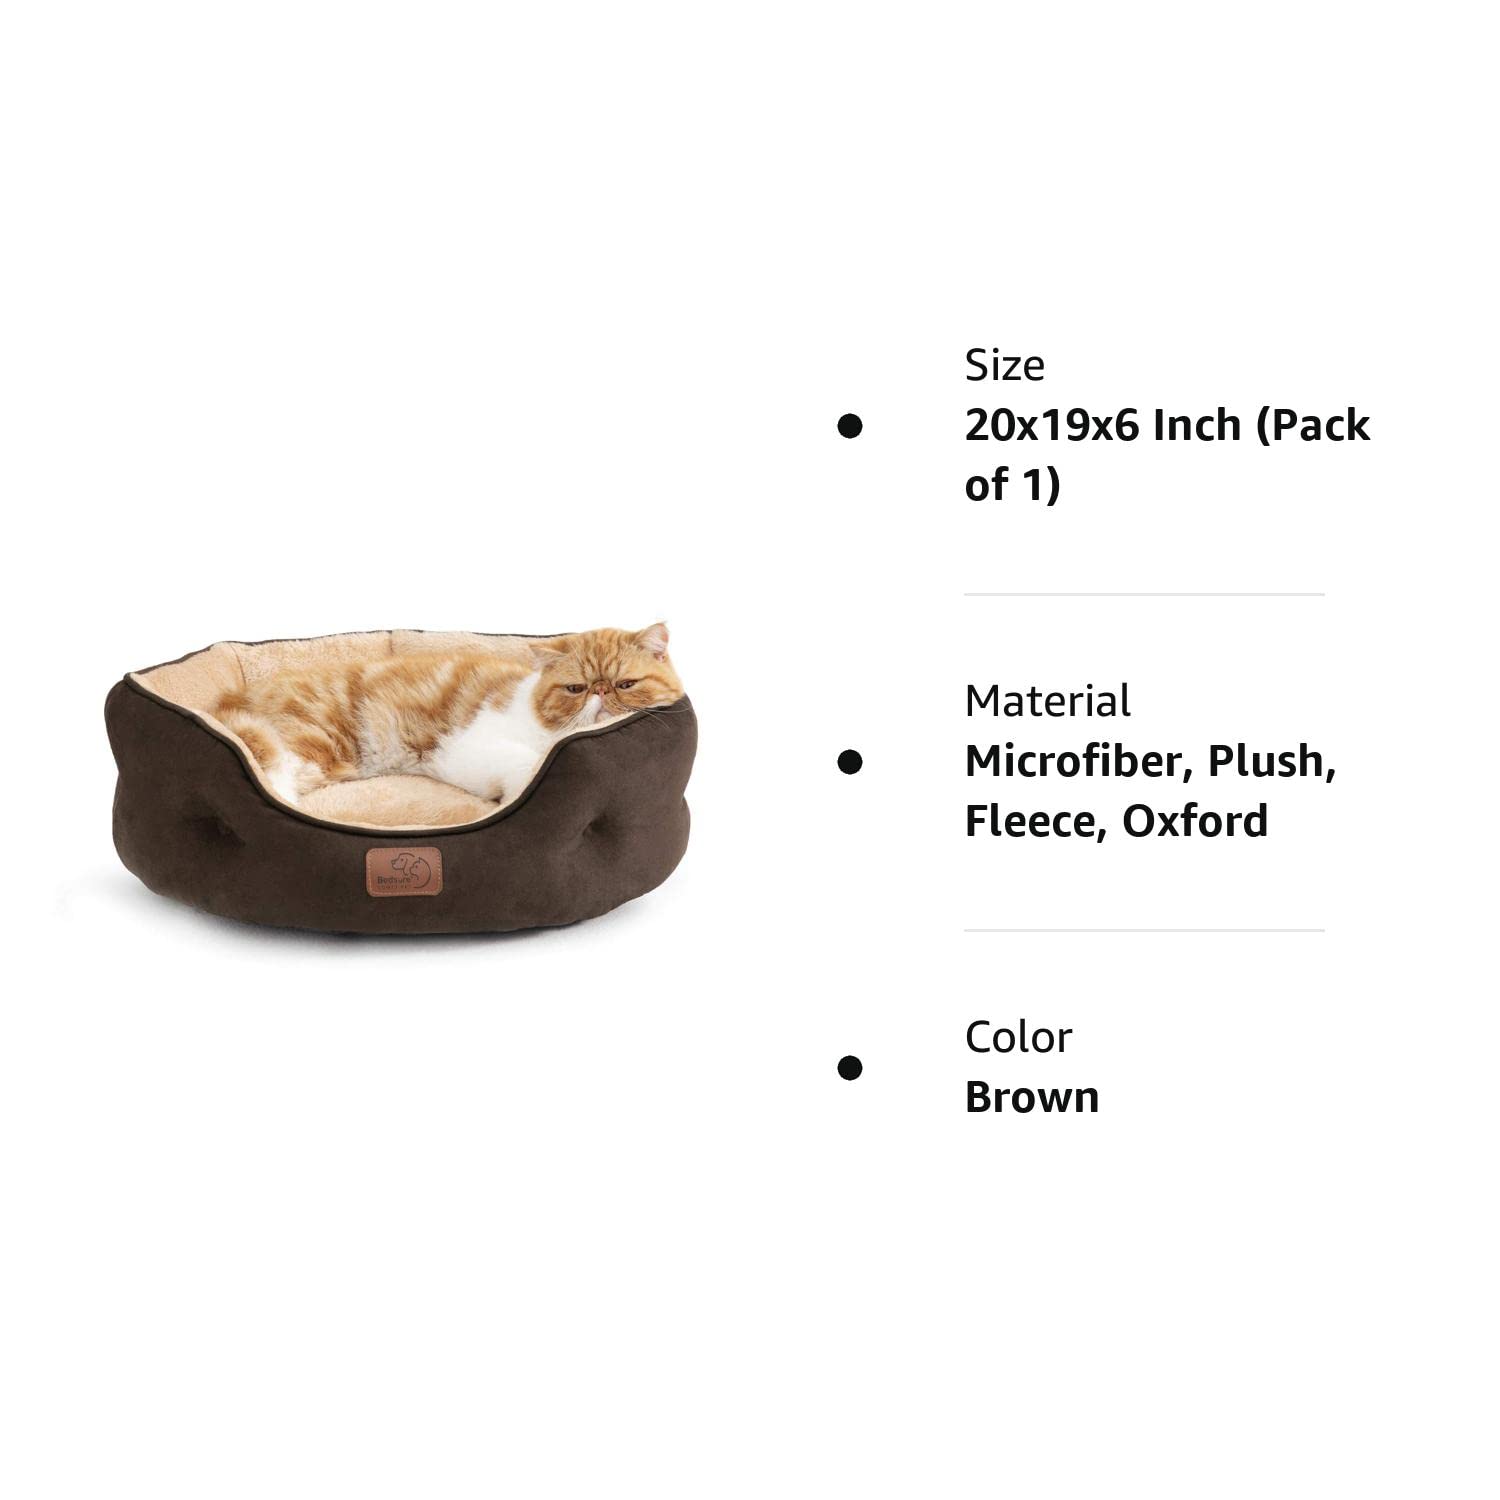 Size
20x19x6 Inch (Pack
of 1)
Material
Microfiber, Plush,
Fleece, Oxford
Color
Brown
Bedsure